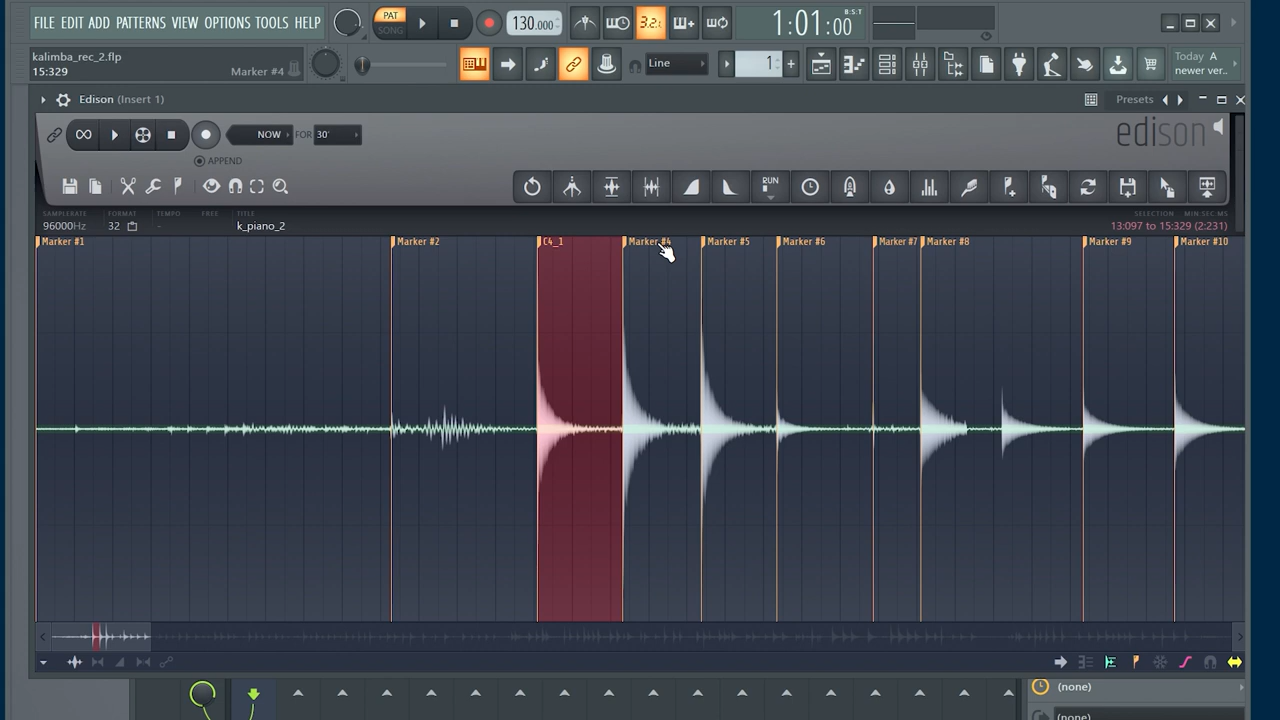 FILE EDIT ADD PATTERNS VIEW OPTIONS TOOLS HELP
PAT
SONG
130.000
3.2.
1:01:00
B:S:T
kalimba_rec_2.flp
15:329
Marker #4
Line
1
Today A
newer ver..
Edison (Insert 1)
Presets
NOW
FOR
30'
edison
APPEND
RUN
SAMPLERATE
FORMAT
TEMPO
FREE
TITLE
SELECTION
MIN:SEC:MS
96000Hz
32
-
k_piano_2
13:097 to 15:329 (2:231)
Marker #1
Marker #2
C4_1
Marker #4
Marker #5
Marker #6
Marker #7
Marker #8
Marker #9
Marker #10
(none)
(none)